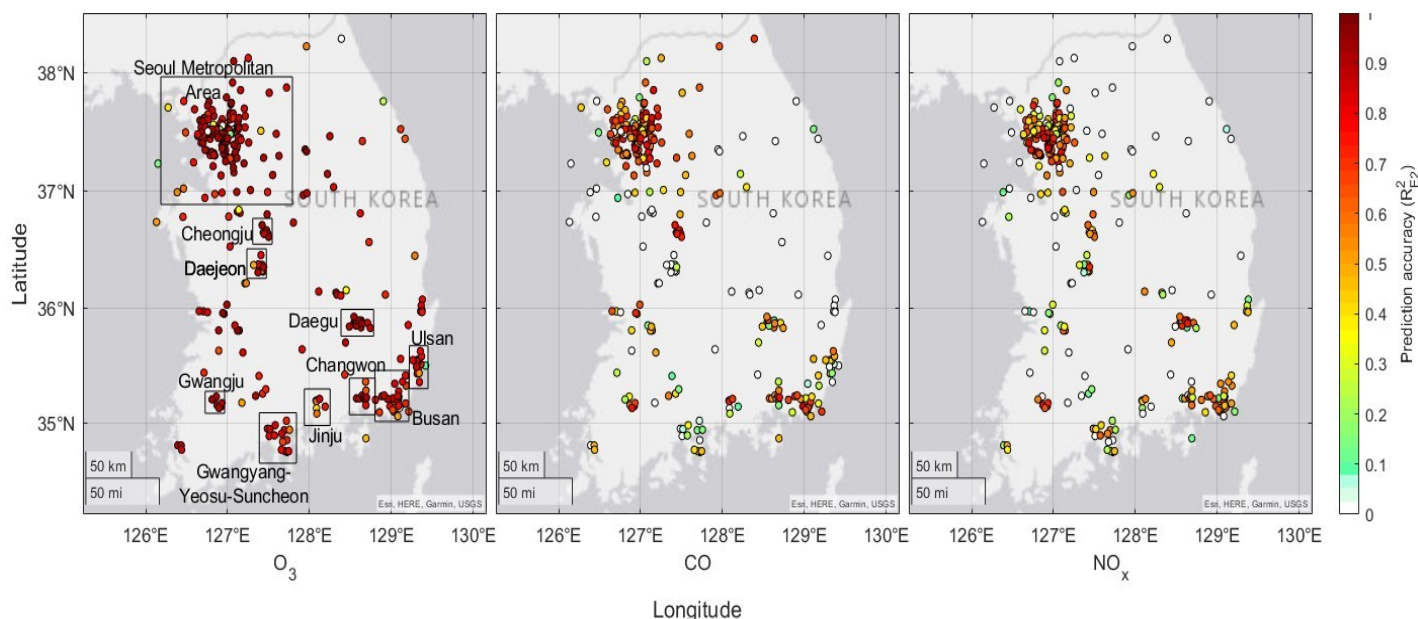 Seoul Metropolitan
Area
SOUTH KOREA
Cheongju
Daejeon
Daegu
Ulsan
Changwon
Gwangju
Busan
Jinju
Gwangyang-
Yeosu-Suncheon
38°N
37°N
36°N
35°N
Latitude
50 km
50 mi
Esri, HERE, Garmin, USGS
126°E 127°E 128°E 129°E 130°E
O3
SOUTH KOREA
50 km
50 mi
Esri, HERE, Garmin, USGS
126°E 127°E 128°E 129°E 130°E
CO
SOUTH KOREA
50 km
50 mi
Esri, HERE, Garmin, USGS
126°E 127°E 128°E 129°E 130°E
NOx
Longitude
1
0.9
0.8
0.7
0.6
0.5
0.4
0.3
0.2
0.1
0
Prediction accuracy (R²F2)